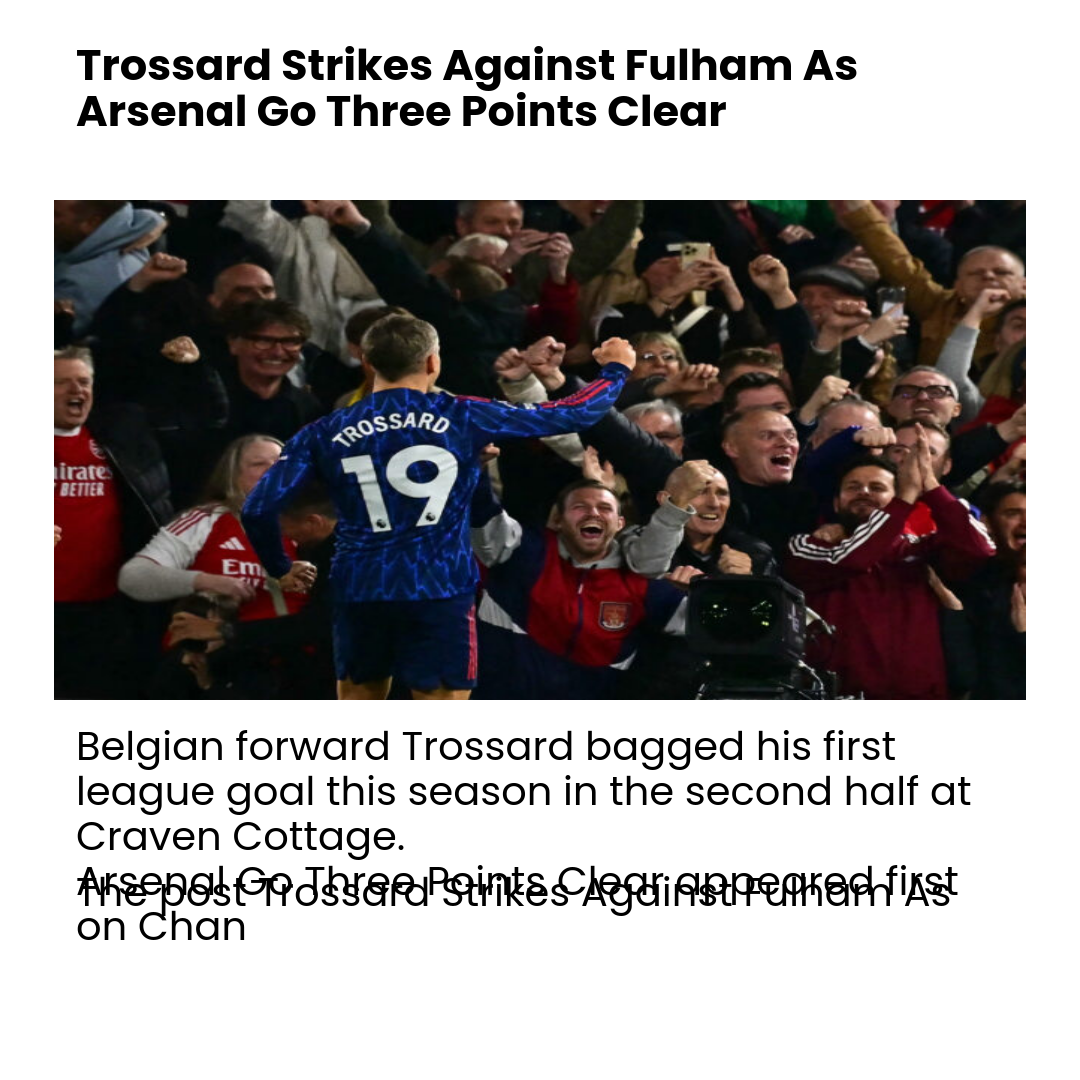 Trossard Strikes Against Fulham As
Arsenal Go Three Points Clear
TROSSARD
19
mirates
BETTER
Em
Belgian forward Trossard bagged his first
league goal this season in the second half at
Craven Cottage.
The post Trossard Strikes Against Fulham As
Arsenal Go Three Points Clear appeared first
on Chan